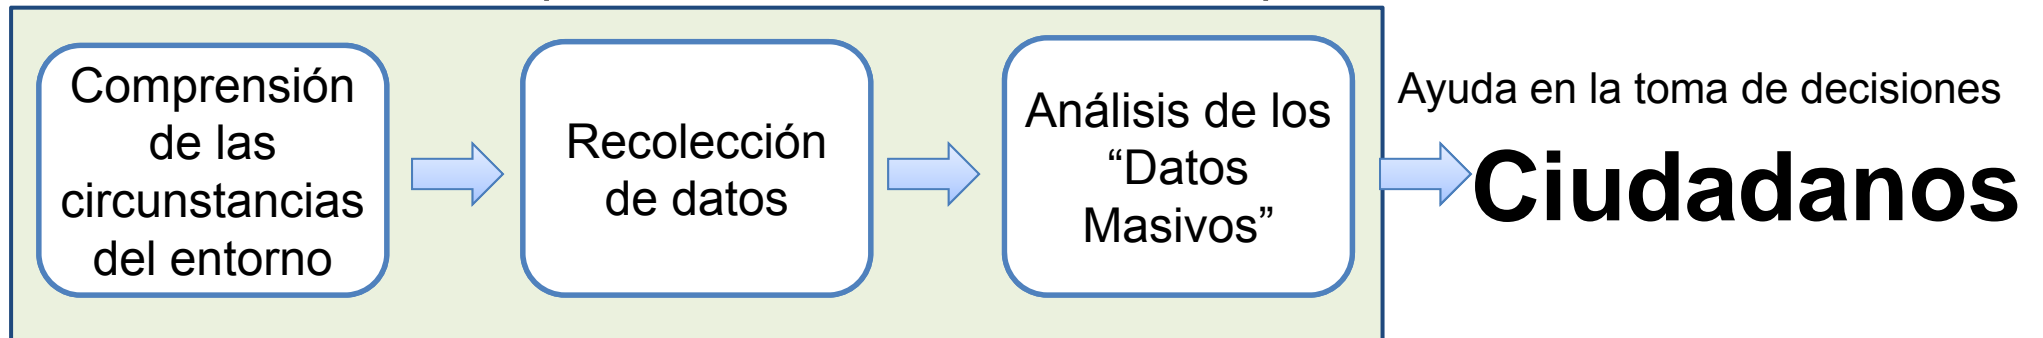 Comprensión
de las
circunstancias
del entorno
Recolección
de datos
Análisis de los
“Datos
Masivos”
Ayuda en la toma de decisiones
Ciudadanos